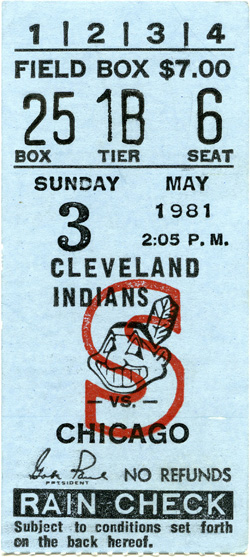 1 | 2 | 3 | 4
FIELD BOX $7.00
25 1B 6
BOX TIER SEAT
SUNDAY MAY
3 1981
2:05 P.M.
CLEVELAND
INDIANS
S
— VS. —
CHICAGO
Gabe Paul
PRESIDENT NO REFUNDS
RAIN CHECK
Subject to conditions set forth
on the back hereof.